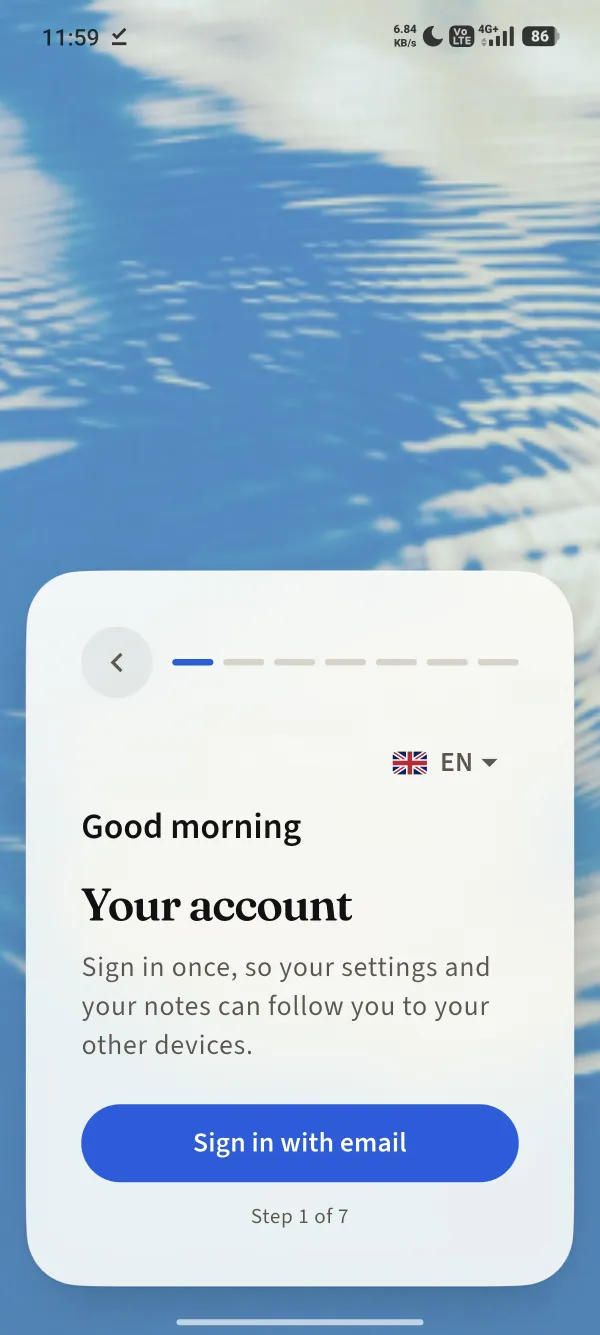 11:59
6.84 KB/s Vo LTE 4G+ 86
EN
Good morning
Your account
Sign in once, so your settings and
your notes can follow you to your
other devices.
Sign in with email
Step 1 of 7